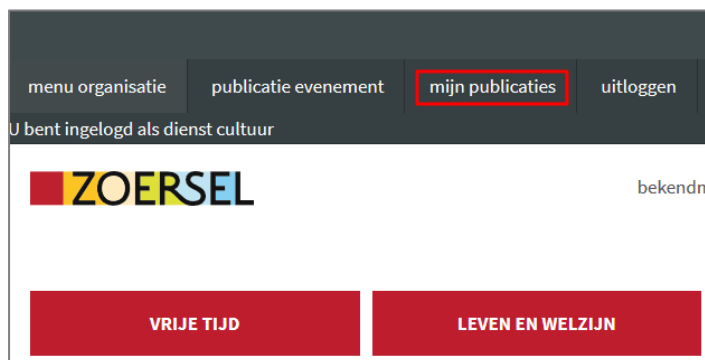 menu organisatie publicatie evenement mijn publicaties uitloggen
U bent ingelogd als dienst cultuur
ZOERSEL
VRIJE TIJD LEVEN EN WELZIJN